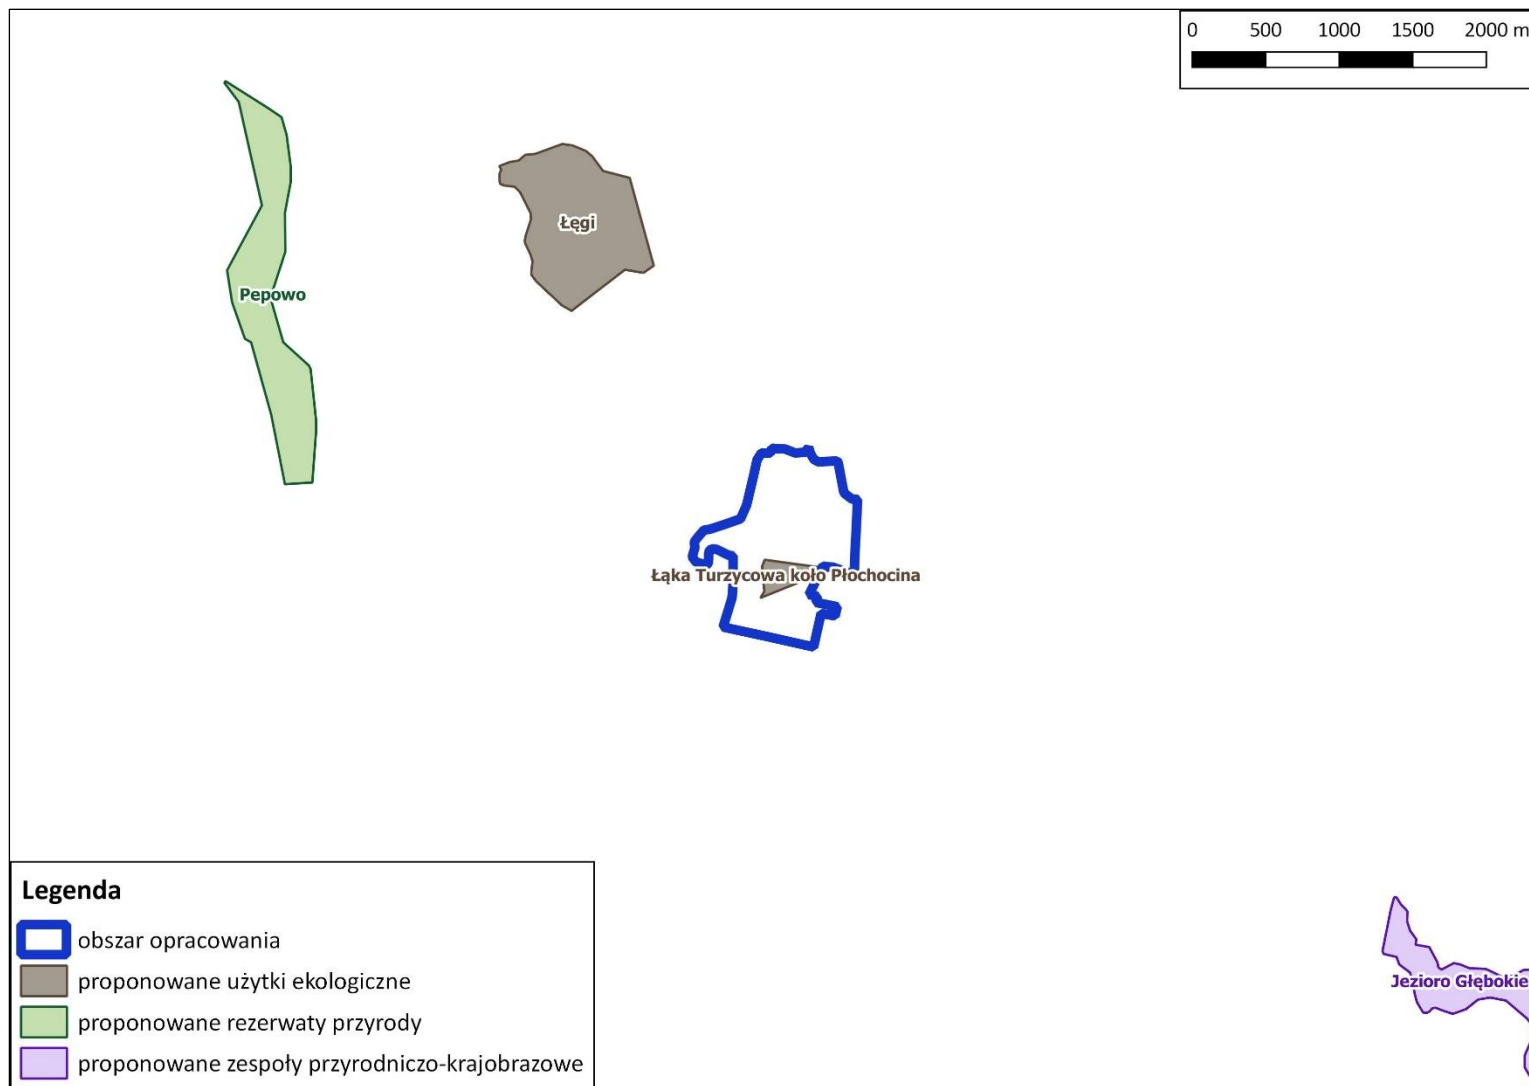 0 500 1000 1500 2000 m
Łęgi
Pepowo
Łąka Turzycowa koło Płochocina
Jezioro Głębokie
Legenda
obszar opracowania
proponowane użytki ekologiczne
proponowane rezerwaty przyrody
proponowane zespoły przyrodniczo-krajobrazowe